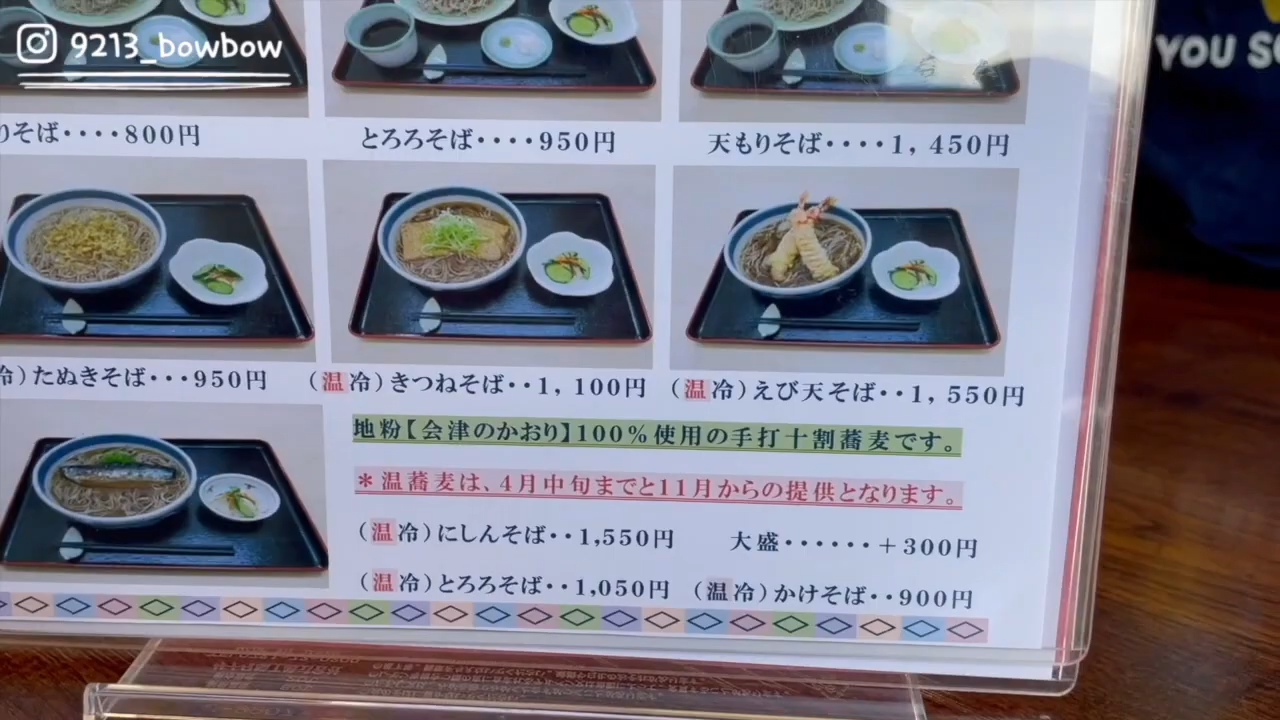 9213_bowbow
YOU
りそば････800円
とろろそば････950円
天もりそば････1,450円
冷)たぬきそば･･･950円
(温冷)きつねそば･･1,100円
(温冷)えび天そば･･1,550円
地粉【会津のかおり】100%使用の手打十割蕎麦です。
＊温蕎麦は、4月中旬までと11月からの提供となります。
(温冷)にしんそば･･1,550円
大盛･･････＋300円
(温冷)とろろそば･･1,050円
(温冷)かけそば･･900円